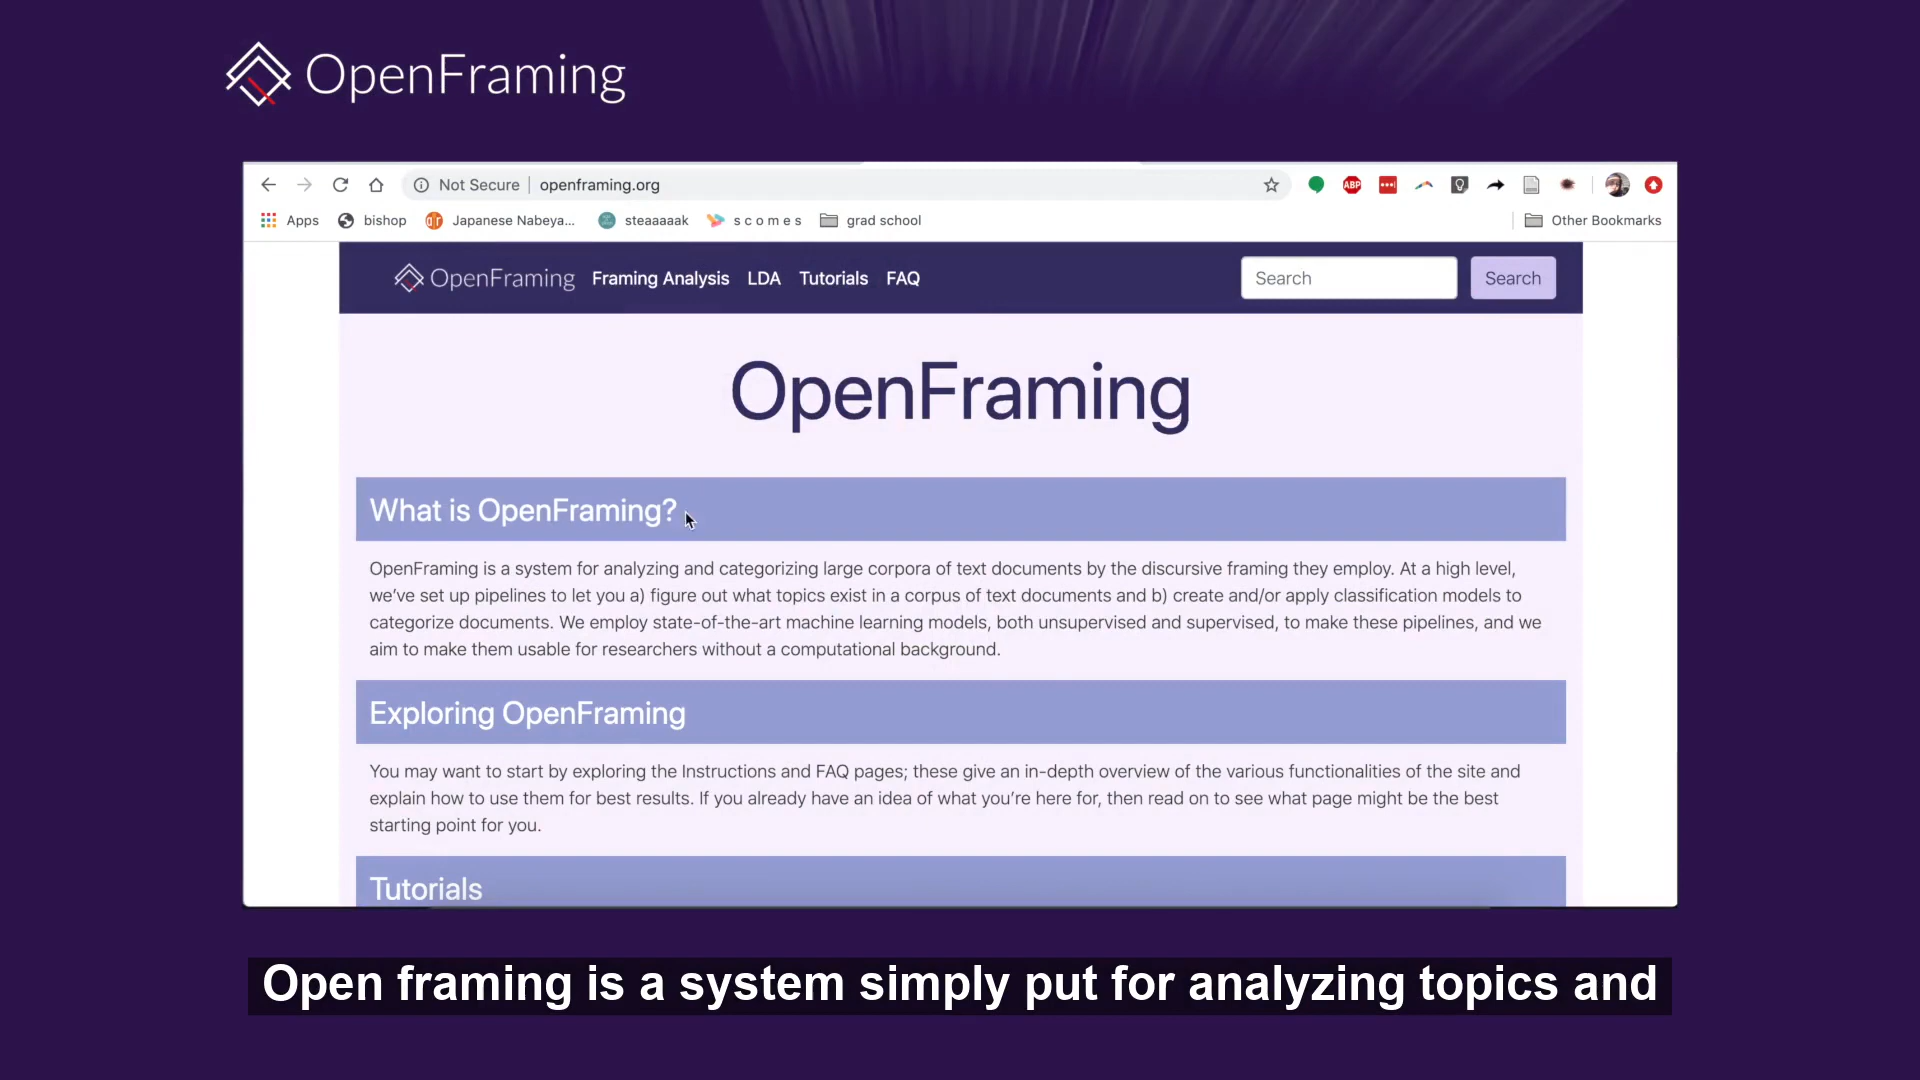 OpenFraming
Not Secure openframing.org
ABP
Apps bishop Japanese Nabeya... steaaaaak s c o m e s grad school Other Bookmarks
OpenFraming Framing Analysis LDA Tutorials FAQ Search Search
OpenFraming
What is OpenFraming?
OpenFraming is a system for analyzing and categorizing large corpora of text documents by the discursive framing they employ. At a high level,
we've set up pipelines to let you a) figure out what topics exist in a corpus of text documents and b) create and/or apply classification models to
categorize documents. We employ state-of-the-art machine learning models, both unsupervised and supervised, to make these pipelines, and we
aim to make them usable for researchers without a computational background.
Exploring OpenFraming
You may want to start by exploring the Instructions and FAQ pages; these give an in-depth overview of the various functionalities of the site and
explain how to use them for best results. If you already have an idea of what you're here for, then read on to see what page might be the best
starting point for you.
Tutorials
Open framing is a system simply put for analyzing topics and